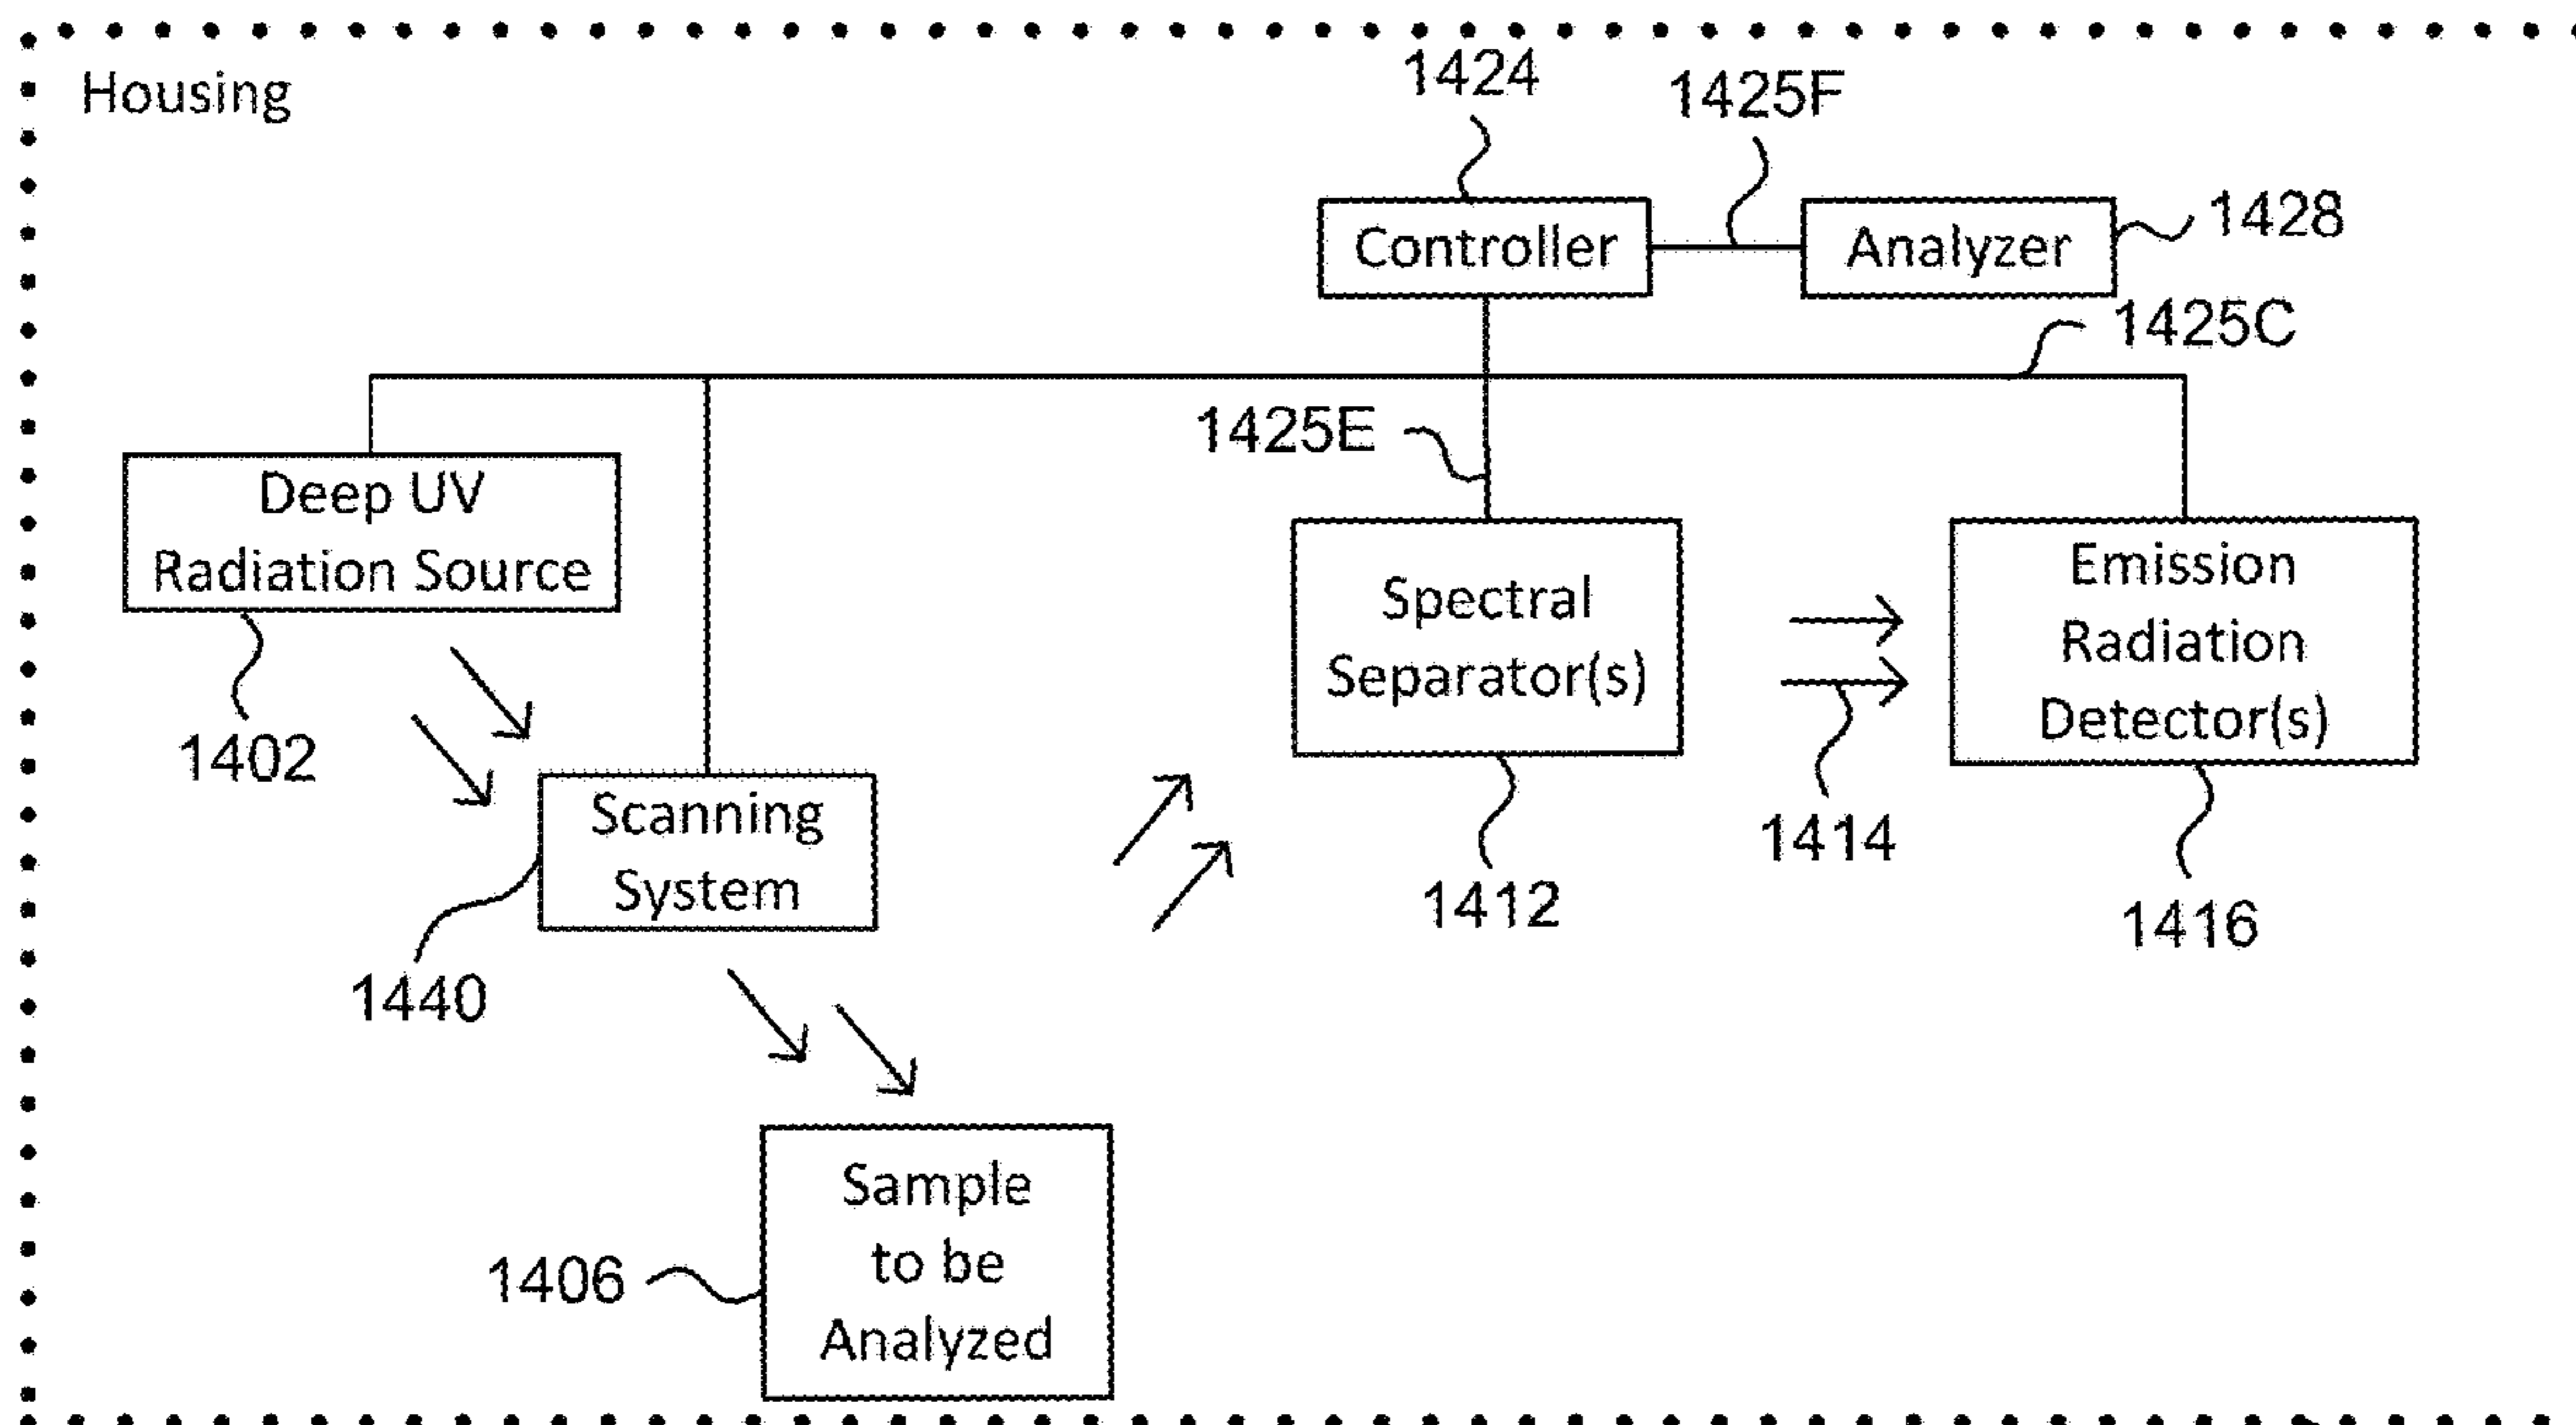 Housing
1424
1425F
Controller
Analyzer
1428
1425C
1425E
Deep UV
Radiation Source
1402
Spectral
Separator(s)
Emission
Radiation
Detector(s)
1414
1412
1416
Scanning
System
1440
Sample
to be
Analyzed
1406